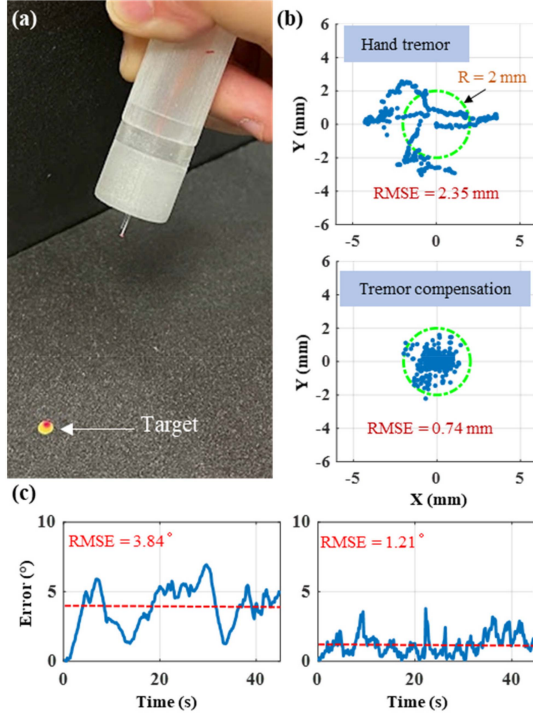 (a)
Target
(b)
Hand tremor
R = 2 mm
RMSE = 2.35 mm
Y (mm)
6
4
2
0
-2
-4
-6
-5
0
5
Tremor compensation
RMSE = 0.74 mm
Y (mm)
6
4
2
0
-2
-4
-6
-5
0
5
X (mm)
(c)
RMSE = 3.84°
Error (°)
10
5
0
0
20
40
Time (s)
RMSE = 1.21°
10
5
0
0
20
40
Time (s)